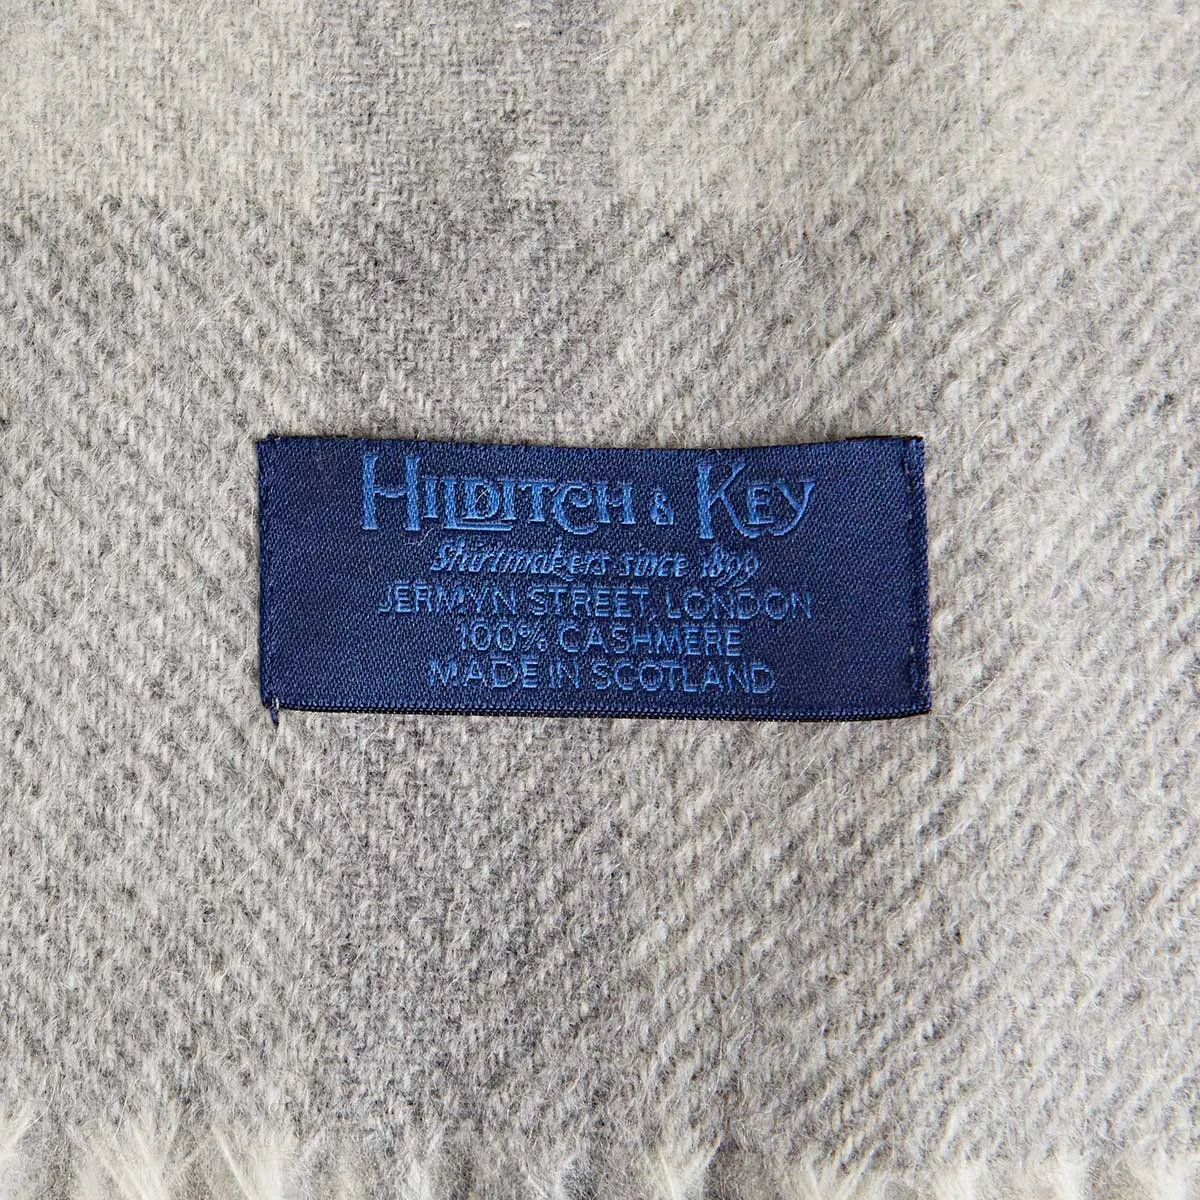 HILDITCH & KEY
Shirtmakers since 1899
JERMYN STREET, LONDON
100% CASHMERE
MADE IN SCOTLAND